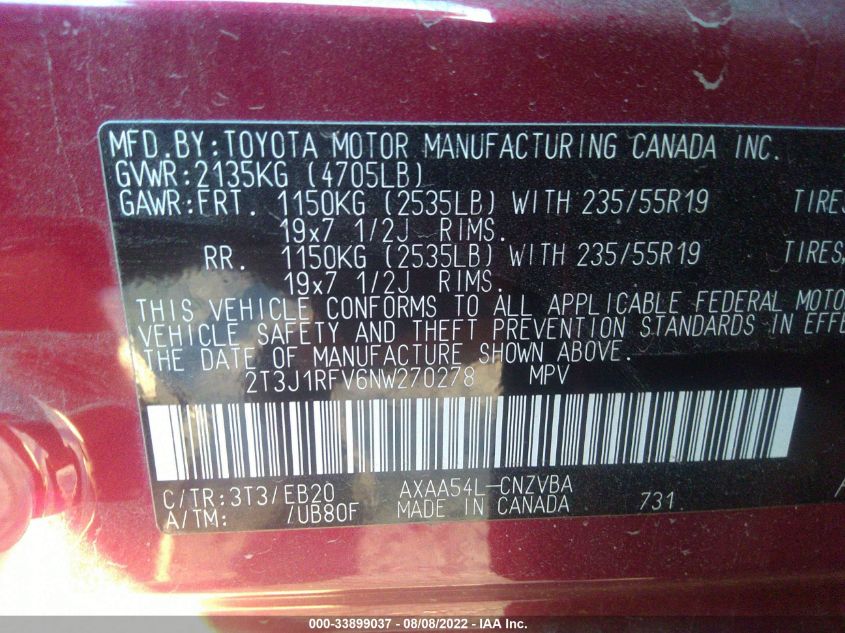 MFD.BY:TOYOTA MOTOR MANUFACTURING CANADA INC.
GVWR:2135KG (4705LB)
GAWR:FRT. 1150KG (2535LB) WITH 235/55R19 TIRES
19x7 1/2J RIMS.
RR. 1150KG (2535LB) WITH 235/55R19 TIRES,
19x7 1/2J RIMS.
THIS VEHICLE CONFORMS TO ALL APPLICABLE FEDERAL MOTO
VEHICLE SAFETY AND THEFT PREVENTION STANDARDS IN EFFE
THE DATE OF MANUFACTURE SHOWN ABOVE.
2T3J1RFV6NW270278 MPV
C/TR:3T3/EB20 AXAA54L-CNZVBA
A/TM: /UB80F MADE IN CANADA 731
000-33899037 - 08/08/2022 - IAA Inc.